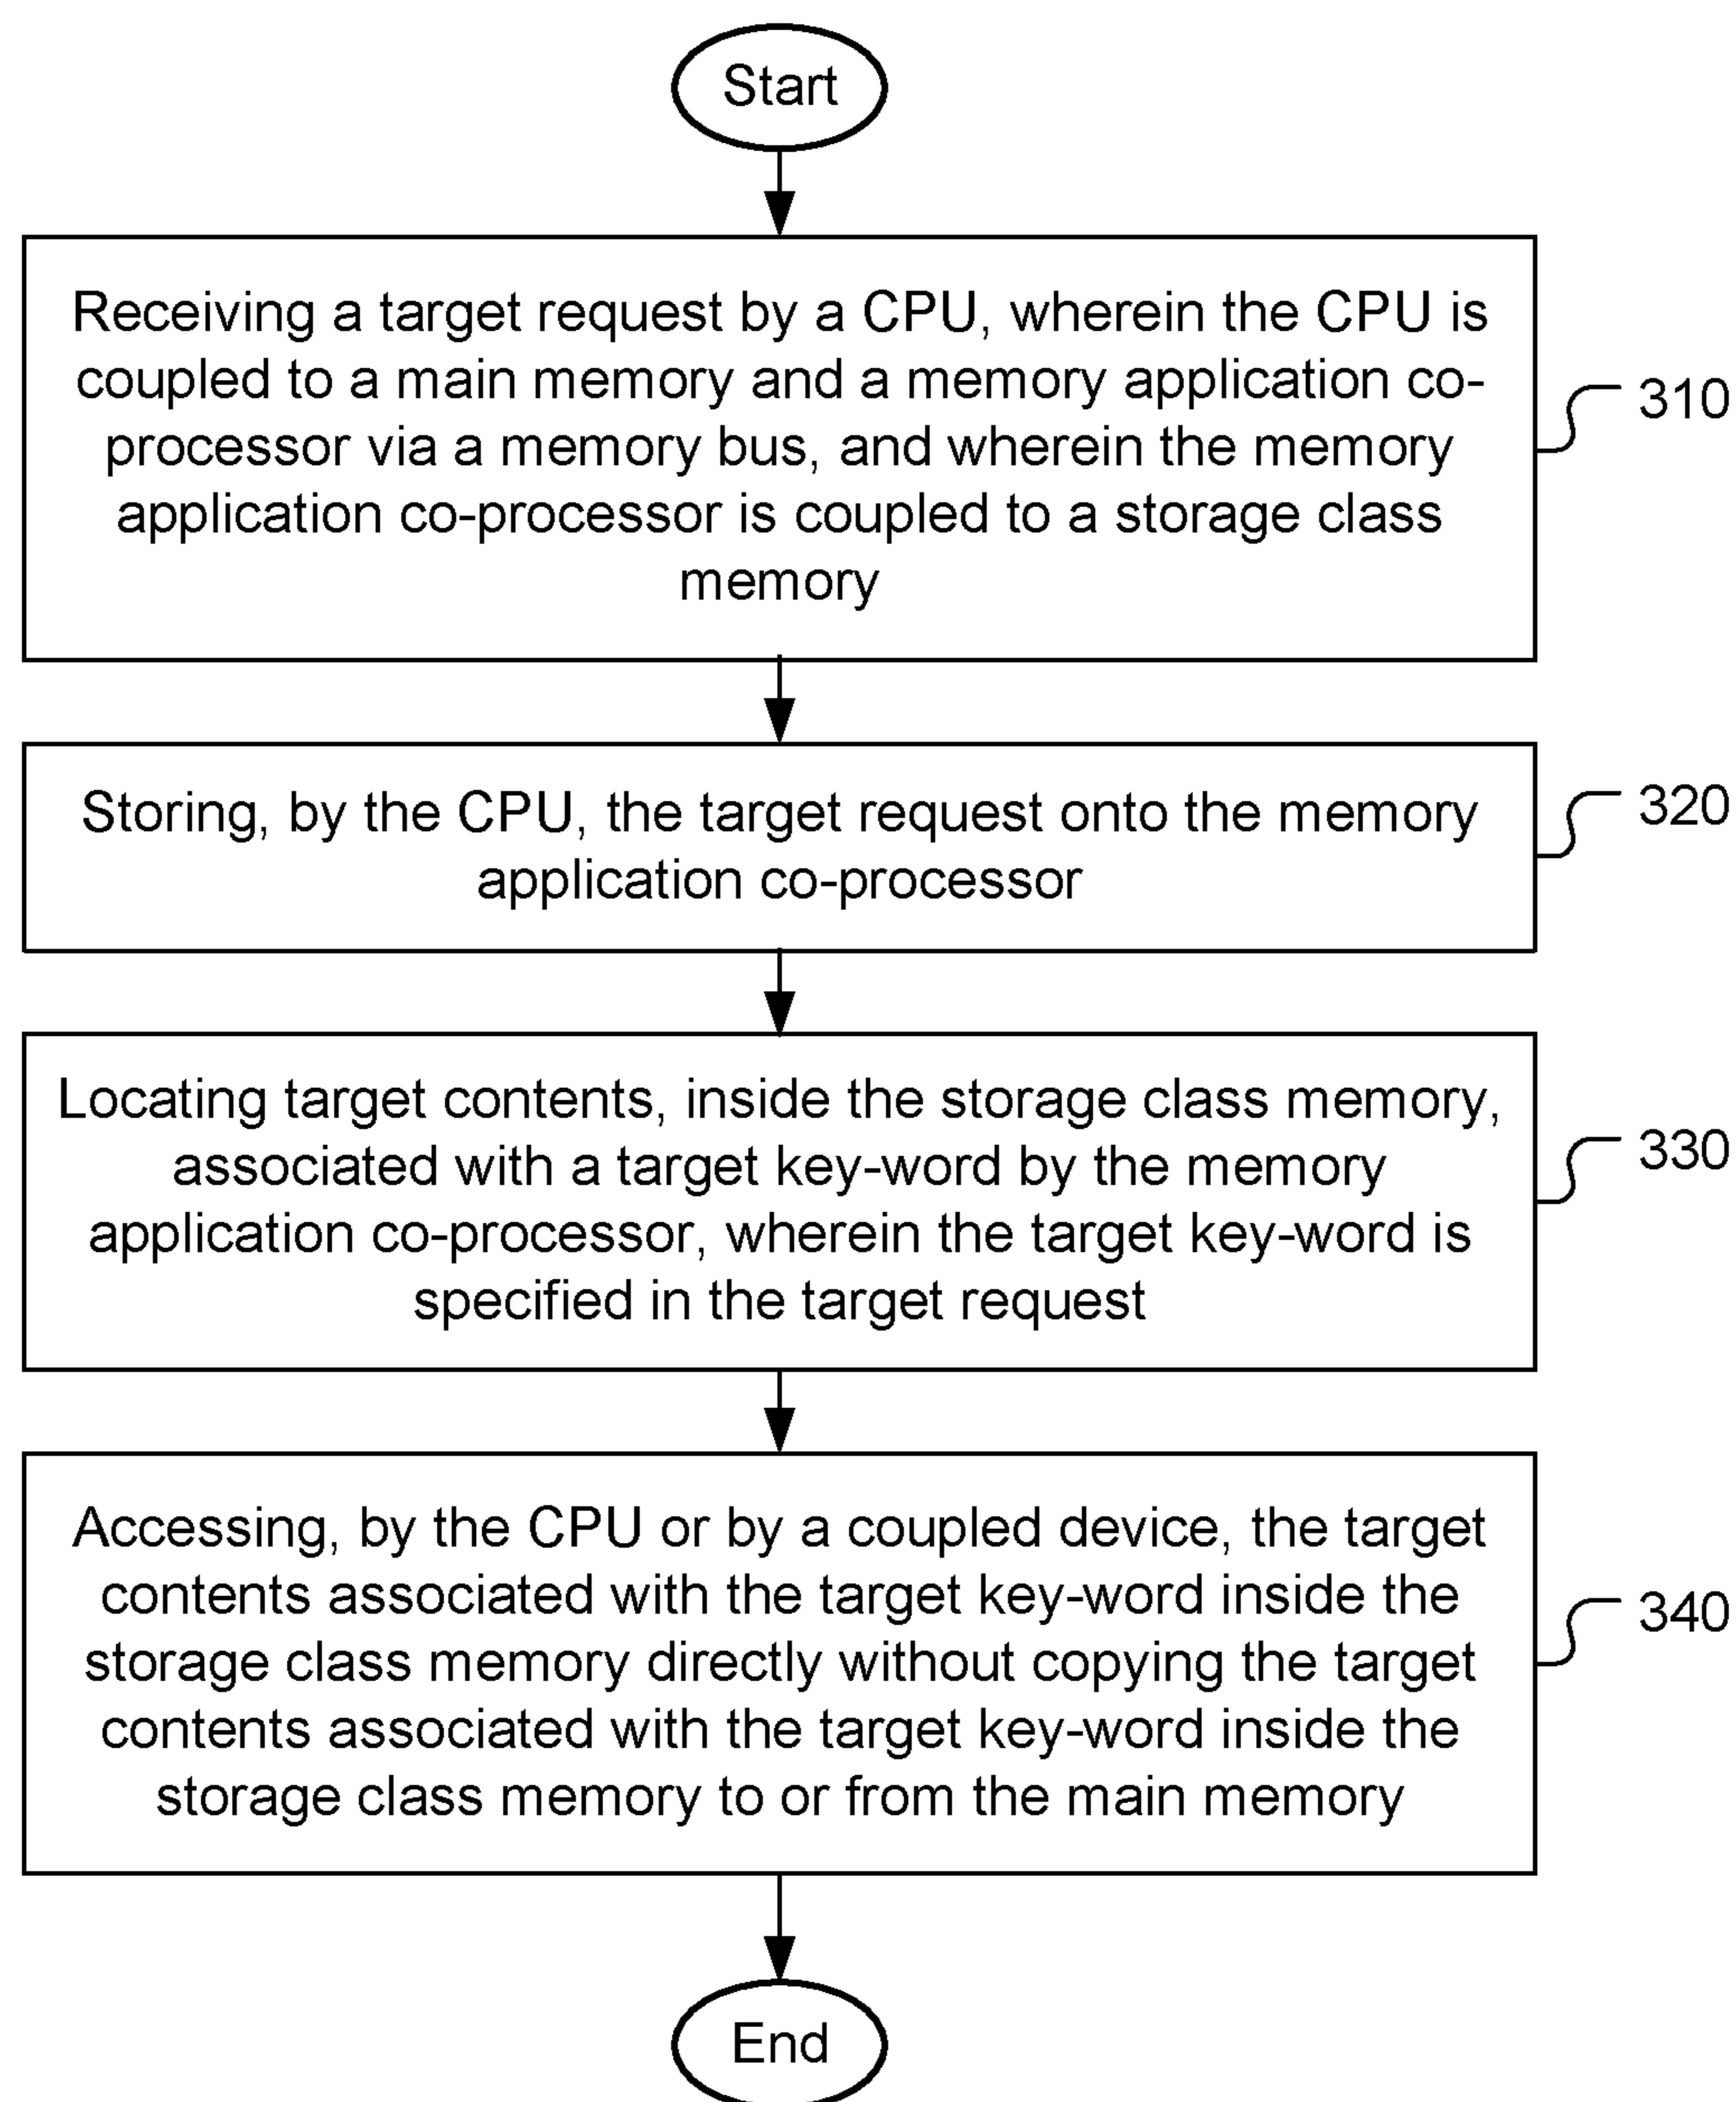 Start
Receiving a target request by a CPU, wherein the CPU is
coupled to a main memory and a memory application co-
processor via a memory bus, and wherein the memory
application co-processor is coupled to a storage class
memory
310
Storing, by the CPU, the target request onto the memory
application co-processor
320
Locating target contents, inside the storage class memory,
associated with a target key-word by the memory
application co-processor, wherein the target key-word is
specified in the target request
330
Accessing, by the CPU or by a coupled device, the target
contents associated with the target key-word inside the
storage class memory directly without copying the target
contents associated with the target key-word inside the
storage class memory to or from the main memory
340
End